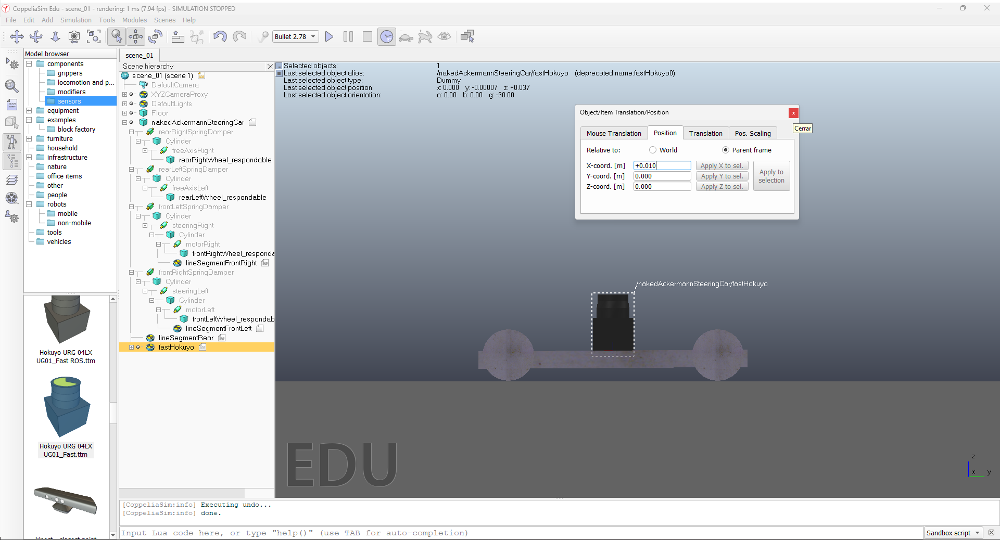 CoppeliaSim Edu - scene_01 - rendering: 1 ms (7.94 fps) - SIMULATION STOPPED
File Edit Add Simulation Tools Modules Scenes Help
Bullet 2.78
RT
Model browser
components
grippers
locomotion and p...
modifiers
sensors
equipment
examples
block factory
furniture
household
infrastructure
nature
office items
other
people
robots
mobile
non-mobile
tools
vehicles
Hokuyo URG 04LX
UG01_Fast ROS.ttm
Hokuyo URG 04LX
UG01_Fast.ttm
scene_01
Scene hierarchy
scene_01 (scene 1)
DefaultCamera
XYZCameraProxy
DefaultLights
Floor
nakedAckermannSteeringCar
rearRightSpringDamper
Cylinder
freeAxisRight
rearRightWheel_respondable
rearLeftSpringDamper
Cylinder
freeAxisLeft
rearLeftWheel_respondable
frontLeftSpringDamper
Cylinder
steeringRight
Cylinder
motorRight
frontRightWheel_responda
lineSegmentFrontRight
frontRightSpringDamper
Cylinder
steeringLeft
Cylinder
motorLeft
frontLeftWheel_respondab
lineSegmentFrontLeft
lineSegmentRear
fastHokuyo
Selected objects: 1
Last selected object alias: /nakedAckermannSteeringCar/fastHokuyo (deprecated name:fastHokuyo0)
Last selected object type: Dummy
Last selected object position: x: 0.000 y: -0.00007 z: +0.037
Last selected object orientation: a: 0.00 b: 0.00 g: -90.00
Object/Item Translation/Position
x
Cerrar
Mouse Translation Position Translation Pos. Scaling
Relative to: World Parent frame
X-coord. [m] +0.010 Apply X to sel.
Y-coord. [m] 0.000 Apply Y to sel.
Z-coord. [m] 0.000 Apply Z to sel.
Apply to
selection
/nakedAckermannSteeringCar/fastHokuyo
EDU
z
x y
[CoppeliaSim:info] Executing undo...
[CoppeliaSim:info] done.
Input Lua code here, or type "help()" (use TAB for auto-completion)
Sandbox script